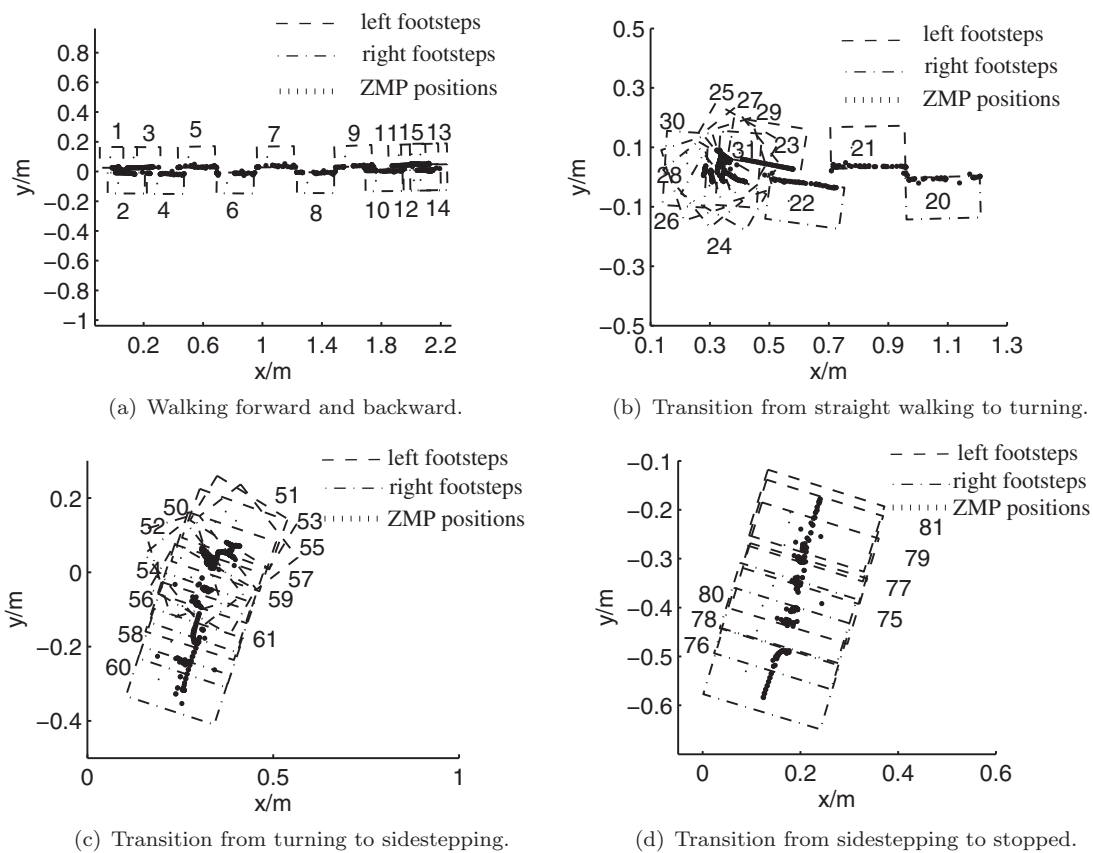 left footsteps
right footsteps
ZMP positions
0.8
0.6
0.4
0.2
0
−0.2
−0.4
−0.6
−0.8
−1
y/m
1 3 5 7 9 11 15 13
2 4 6 8 10 12 14
0.2 0.6 1 1.4 1.8 2.2
x/m
(a) Walking forward and backward.
left footsteps
right footsteps
ZMP positions
0.5
0.3
0.1
−0.1
−0.3
−0.5
y/m
25 27 29
30 31 23 21
28 22 20
26 24
0.1 0.3 0.5 0.7 0.9 1.1 1.3
x/m
(b) Transition from straight walking to turning.
left footsteps
right footsteps
ZMP positions
0.2
0
−0.2
−0.4
y/m
50 51
52 53
54 55
56 57
58 59
60 61
0 0.5 1
x/m
(c) Transition from turning to sidestepping.
left footsteps
right footsteps
ZMP positions
−0.1
−0.2
−0.3
−0.4
−0.5
−0.6
y/m
81
79
80 77
78 75
76
0 0.2 0.4 0.6
x/m
(d) Transition from sidestepping to stopped.